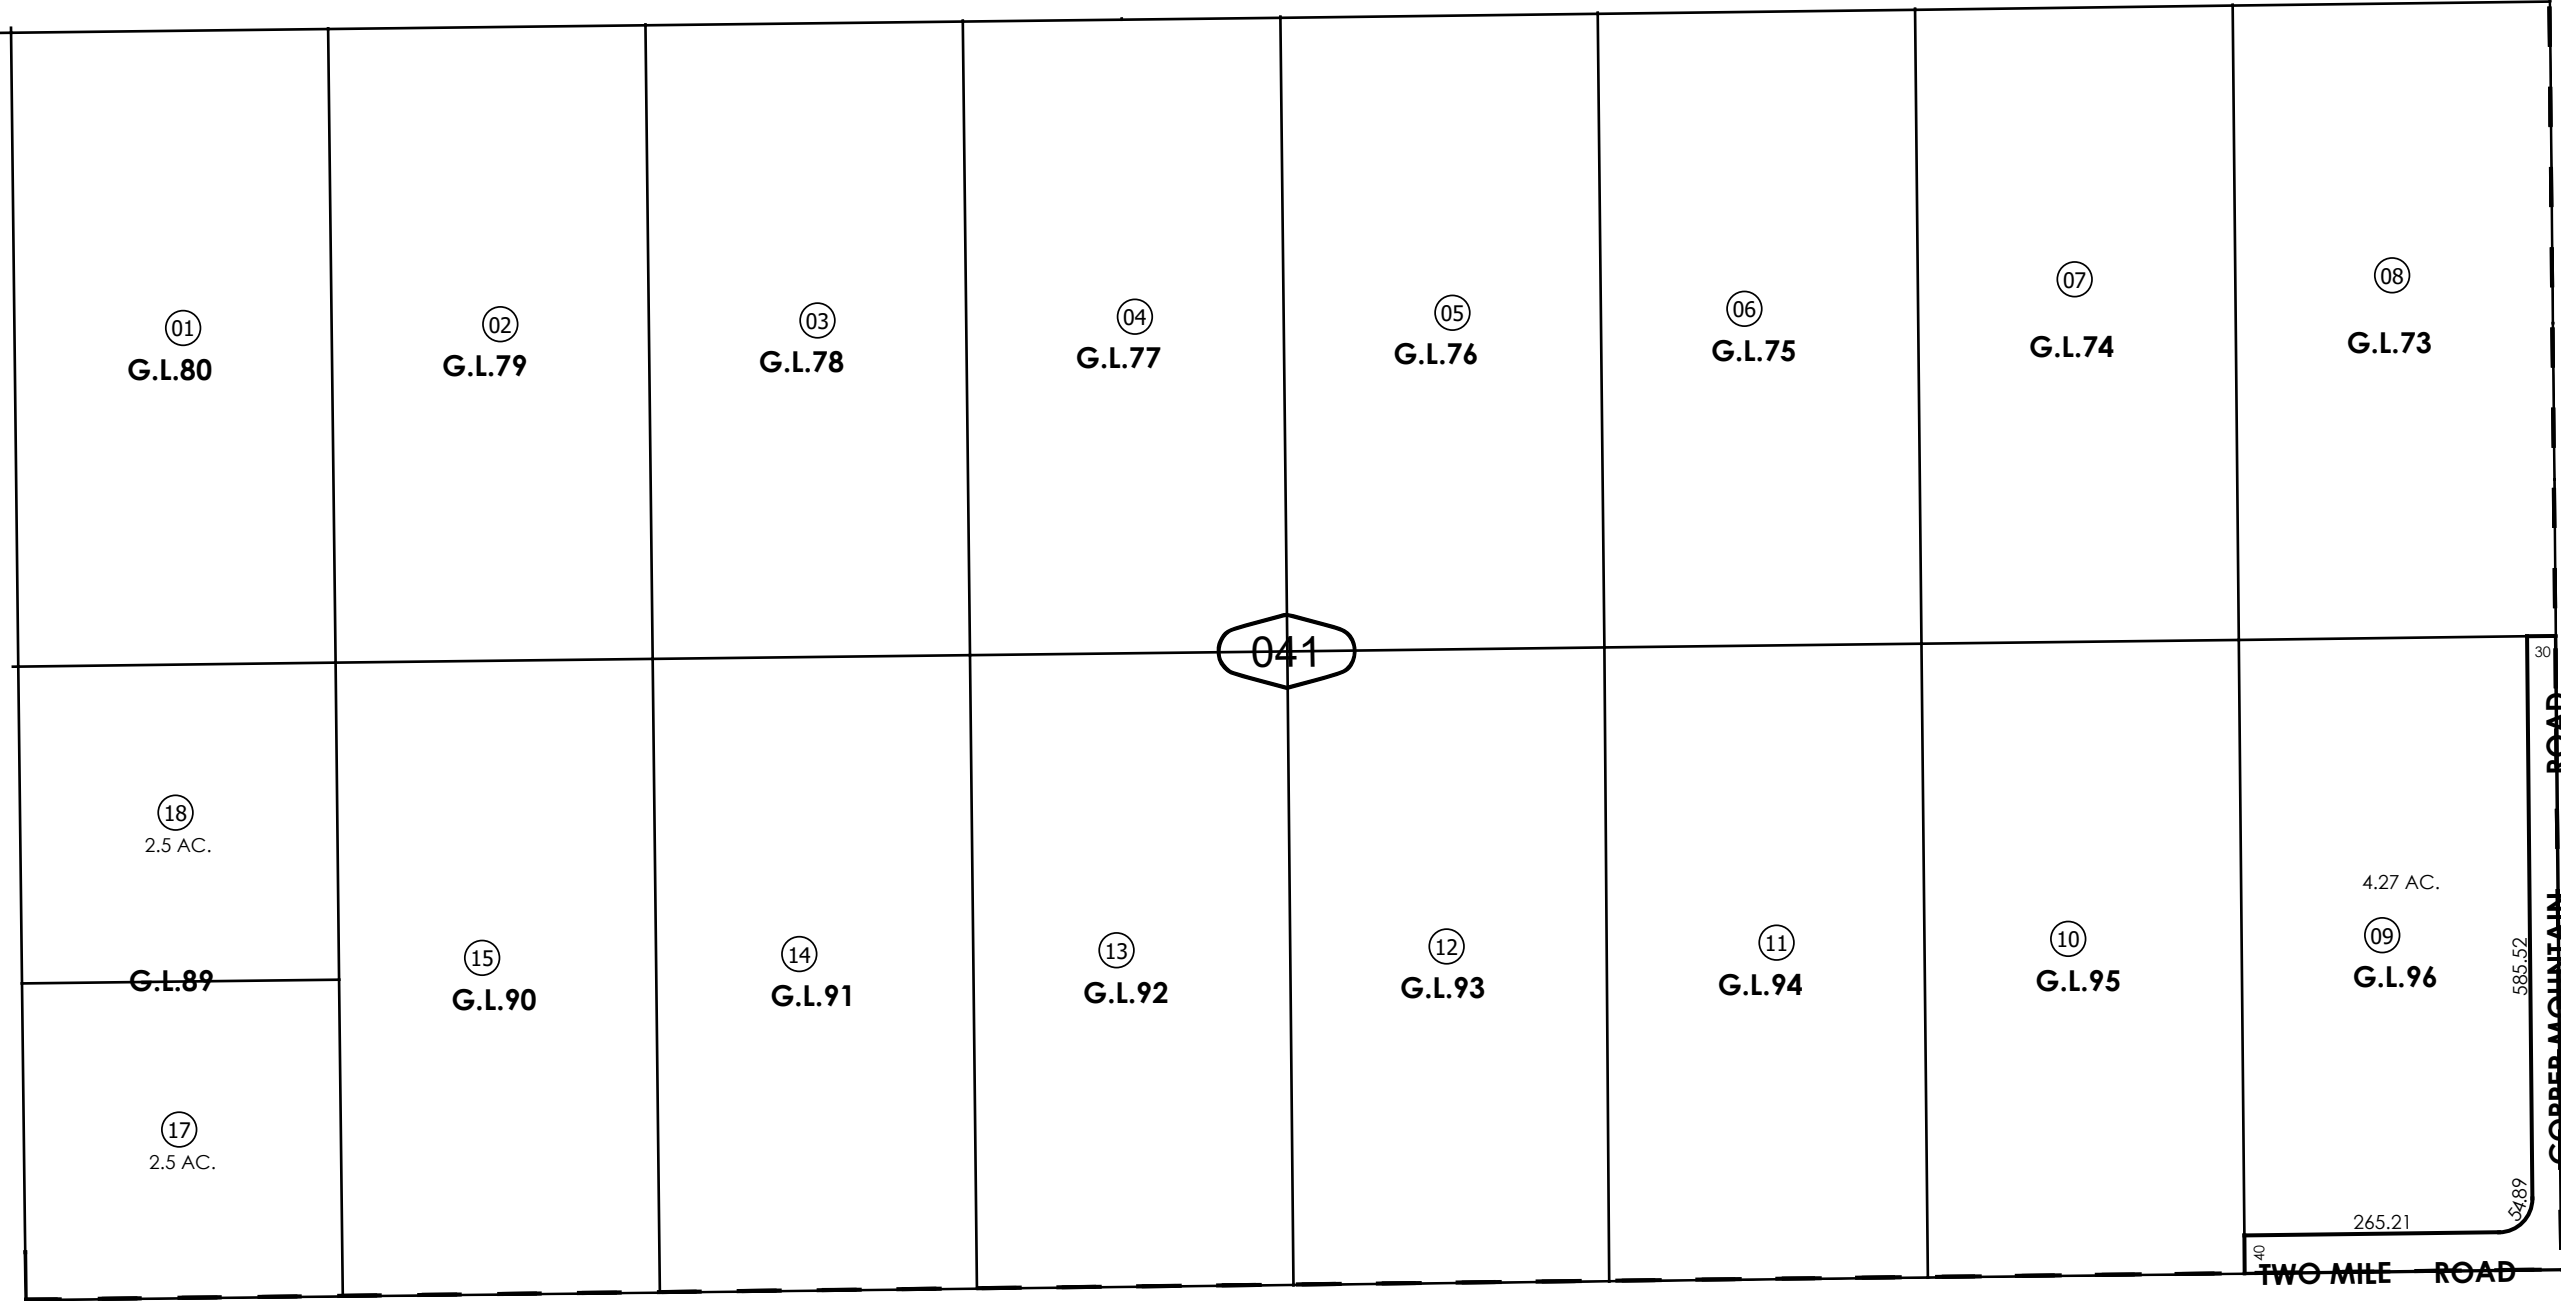 01
G.L.80
02
G.L.79
03
G.L.78
04
G.L.77
05
G.L.76
06
G.L.75
07
G.L.74
08
G.L.73
041
30
18
2.5 AC.
G.L.89
17
2.5 AC.
15
G.L.90
14
G.L.91
13
G.L.92
12
G.L.93
11
G.L.94
10
G.L.95
4.27 AC.
09
G.L.96
585.52
54.89
265.21
40
COPPER MOUNTAIN ROAD
TWO MILE ROAD